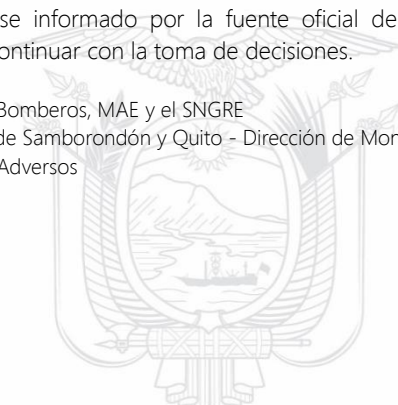 se informado por la fuente oficial de
ontinuar con la toma de decisiones.
Bomberos, MAE y el SNGRE
de Samborondón y Quito - Dirección de Mon
Adversos